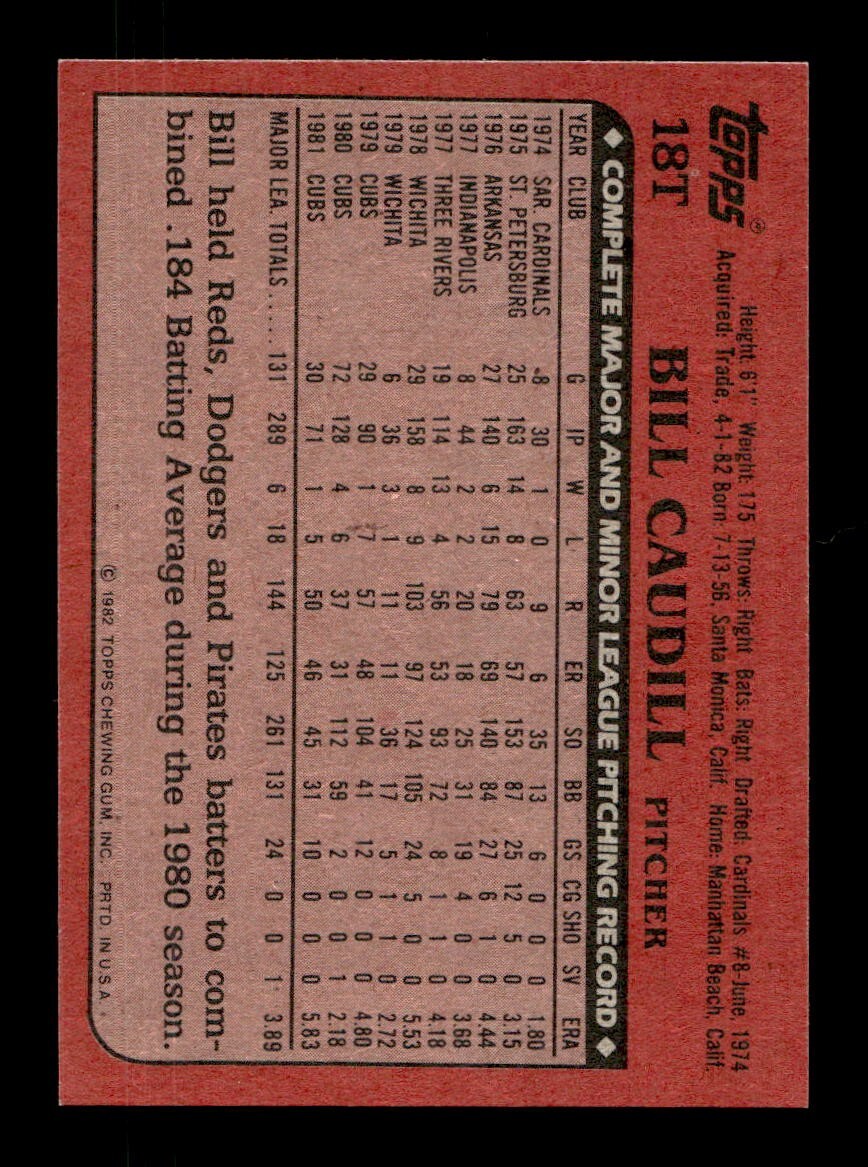 topps®
Height: 6'1" Weight: 175 Throws: Right Bats: Right Drafted: Cardinals #8-June, 1974
Acquired: Trade, 4-1-82 Born: 7-13-56, Santa Monica, Calif. Home: Manhattan Beach, Calif.
18T BILL CAUDILL PITCHER
◆ COMPLETE MAJOR AND MINOR LEAGUE PITCHING RECORD ◆
YEAR CLUB G IP W L R ER SO BB GS CG SHO SV ERA
1974 SAR. CARDINALS 8 30 1 0 9 6 35 13 6 0 0 0 1.80
1975 ST. PETERSBURG 25 163 14 8 63 57 153 87 25 12 5 0 3.15
1976 ARKANSAS 27 140 6 15 79 69 140 84 27 6 1 0 4.44
1977 INDIANAPOLIS 8 44 2 2 20 18 25 31 19 4 0 0 3.68
1977 THREE RIVERS 19 114 13 4 56 53 93 72 8 1 1 0 4.18
1978 WICHITA 29 158 8 9 103 97 124 105 24 5 0 0 5.53
1979 WICHITA 6 36 3 1 11 11 36 17 5 1 1 0 2.72
1979 CUBS 29 90 1 7 57 48 104 41 12 0 0 0 4.80
1980 CUBS 72 128 4 6 37 31 112 59 2 0 0 1 2.18
1981 CUBS 30 71 1 5 50 46 45 31 10 0 0 0 5.83
MAJOR LEA. TOTALS ..... 131 289 6 18 144 125 261 131 24 0 0 1 3.89
Bill held Reds, Dodgers and Pirates batters to com-
bined .184 Batting Average during the 1980 season.
© 1982 TOPPS CHEWING GUM, INC. PRTD. IN U.S.A.